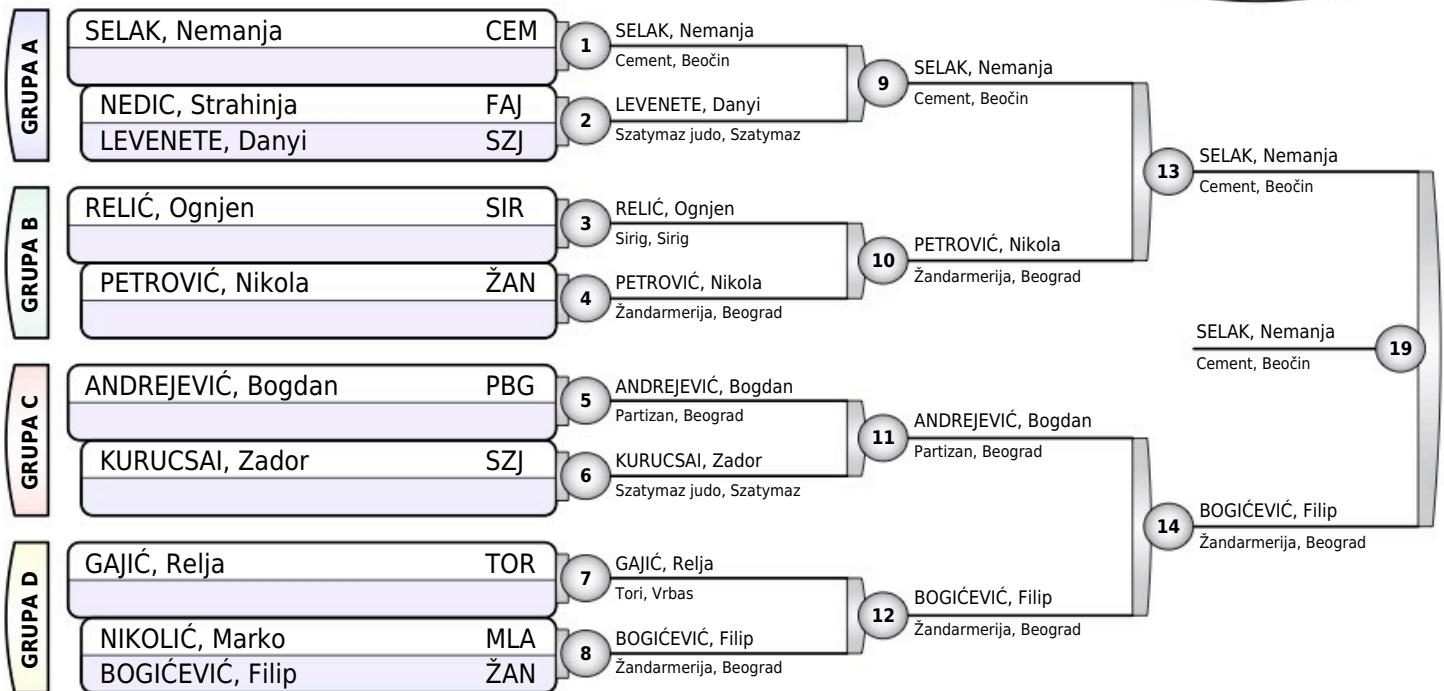 GRUPA A
SELAK, Nemanja CEM
NEDIC, Strahinja FAJ
LEVENETE, Danyi SZJ
GRUPA B
RELIĆ, Ognjen SIR
PETROVIĆ, Nikola ŽAN
GRUPA C
ANDREJEVIĆ, Bogdan PBG
KURUCSAI, Zador SZJ
GRUPA D
GAJIĆ, Relja TOR
NIKOLIĆ, Marko MLA
BOGIĆEVIĆ, Filip ŽAN
1
SELAK, Nemanja
Cement, Beočin
2
LEVENETE, Danyi
Szatymaz judo, Szatymaz
3
RELIĆ, Ognjen
Sirig, Sirig
4
PETROVIĆ, Nikola
Žandarmerija, Beograd
5
ANDREJEVIĆ, Bogdan
Partizan, Beograd
6
KURUCSAI, Zador
Szatymaz judo, Szatymaz
7
GAJIĆ, Relja
Tori, Vrbas
8
BOGIĆEVIĆ, Filip
Žandarmerija, Beograd
9
SELAK, Nemanja
Cement, Beočin
10
PETROVIĆ, Nikola
Žandarmerija, Beograd
11
ANDREJEVIĆ, Bogdan
Partizan, Beograd
12
BOGIĆEVIĆ, Filip
Žandarmerija, Beograd
13
SELAK, Nemanja
Cement, Beočin
14
BOGIĆEVIĆ, Filip
Žandarmerija, Beograd
SELAK, Nemanja
Cement, Beočin
19